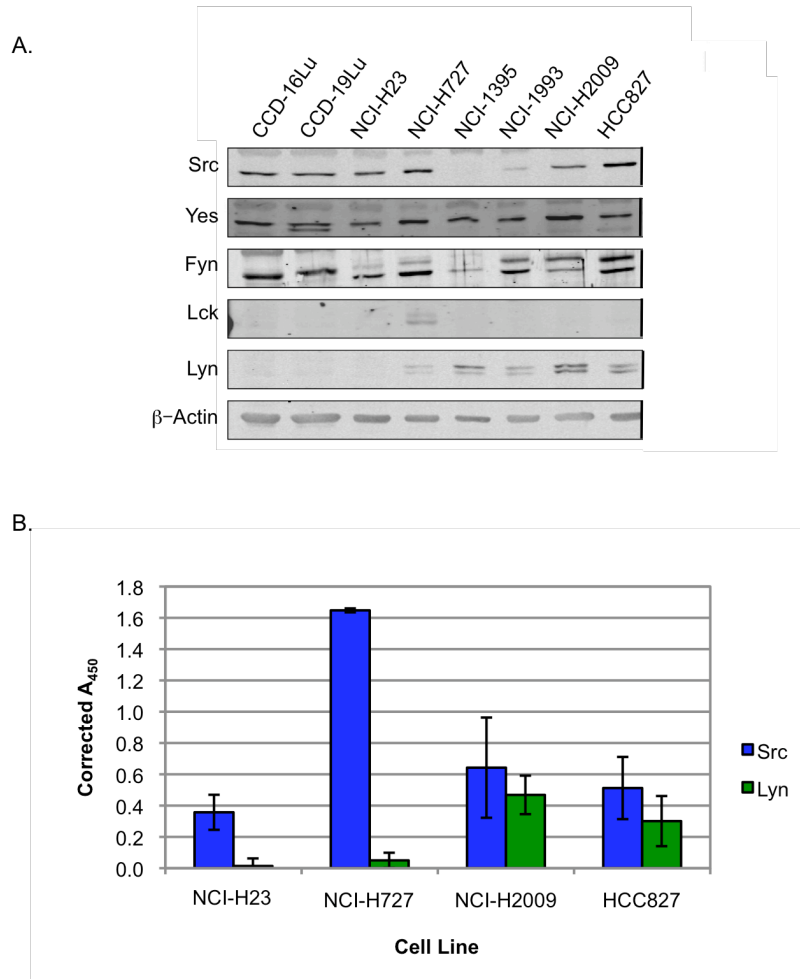 A.
CCD-16Lu
CCD-19Lu
NCI-H23
NCI-H727
NCI-1395
NCI-1993
NCI-H2009
HCC827
Src
Yes
Fyn
Lck
Lyn
β-Actin
B.
1.8
1.6
1.4
1.2
1.0
0.8
0.6
0.4
0.2
0.0
Corrected A450
Src
Lyn
NCI-H23 NCI-H727 NCI-H2009 HCC827
Cell Line